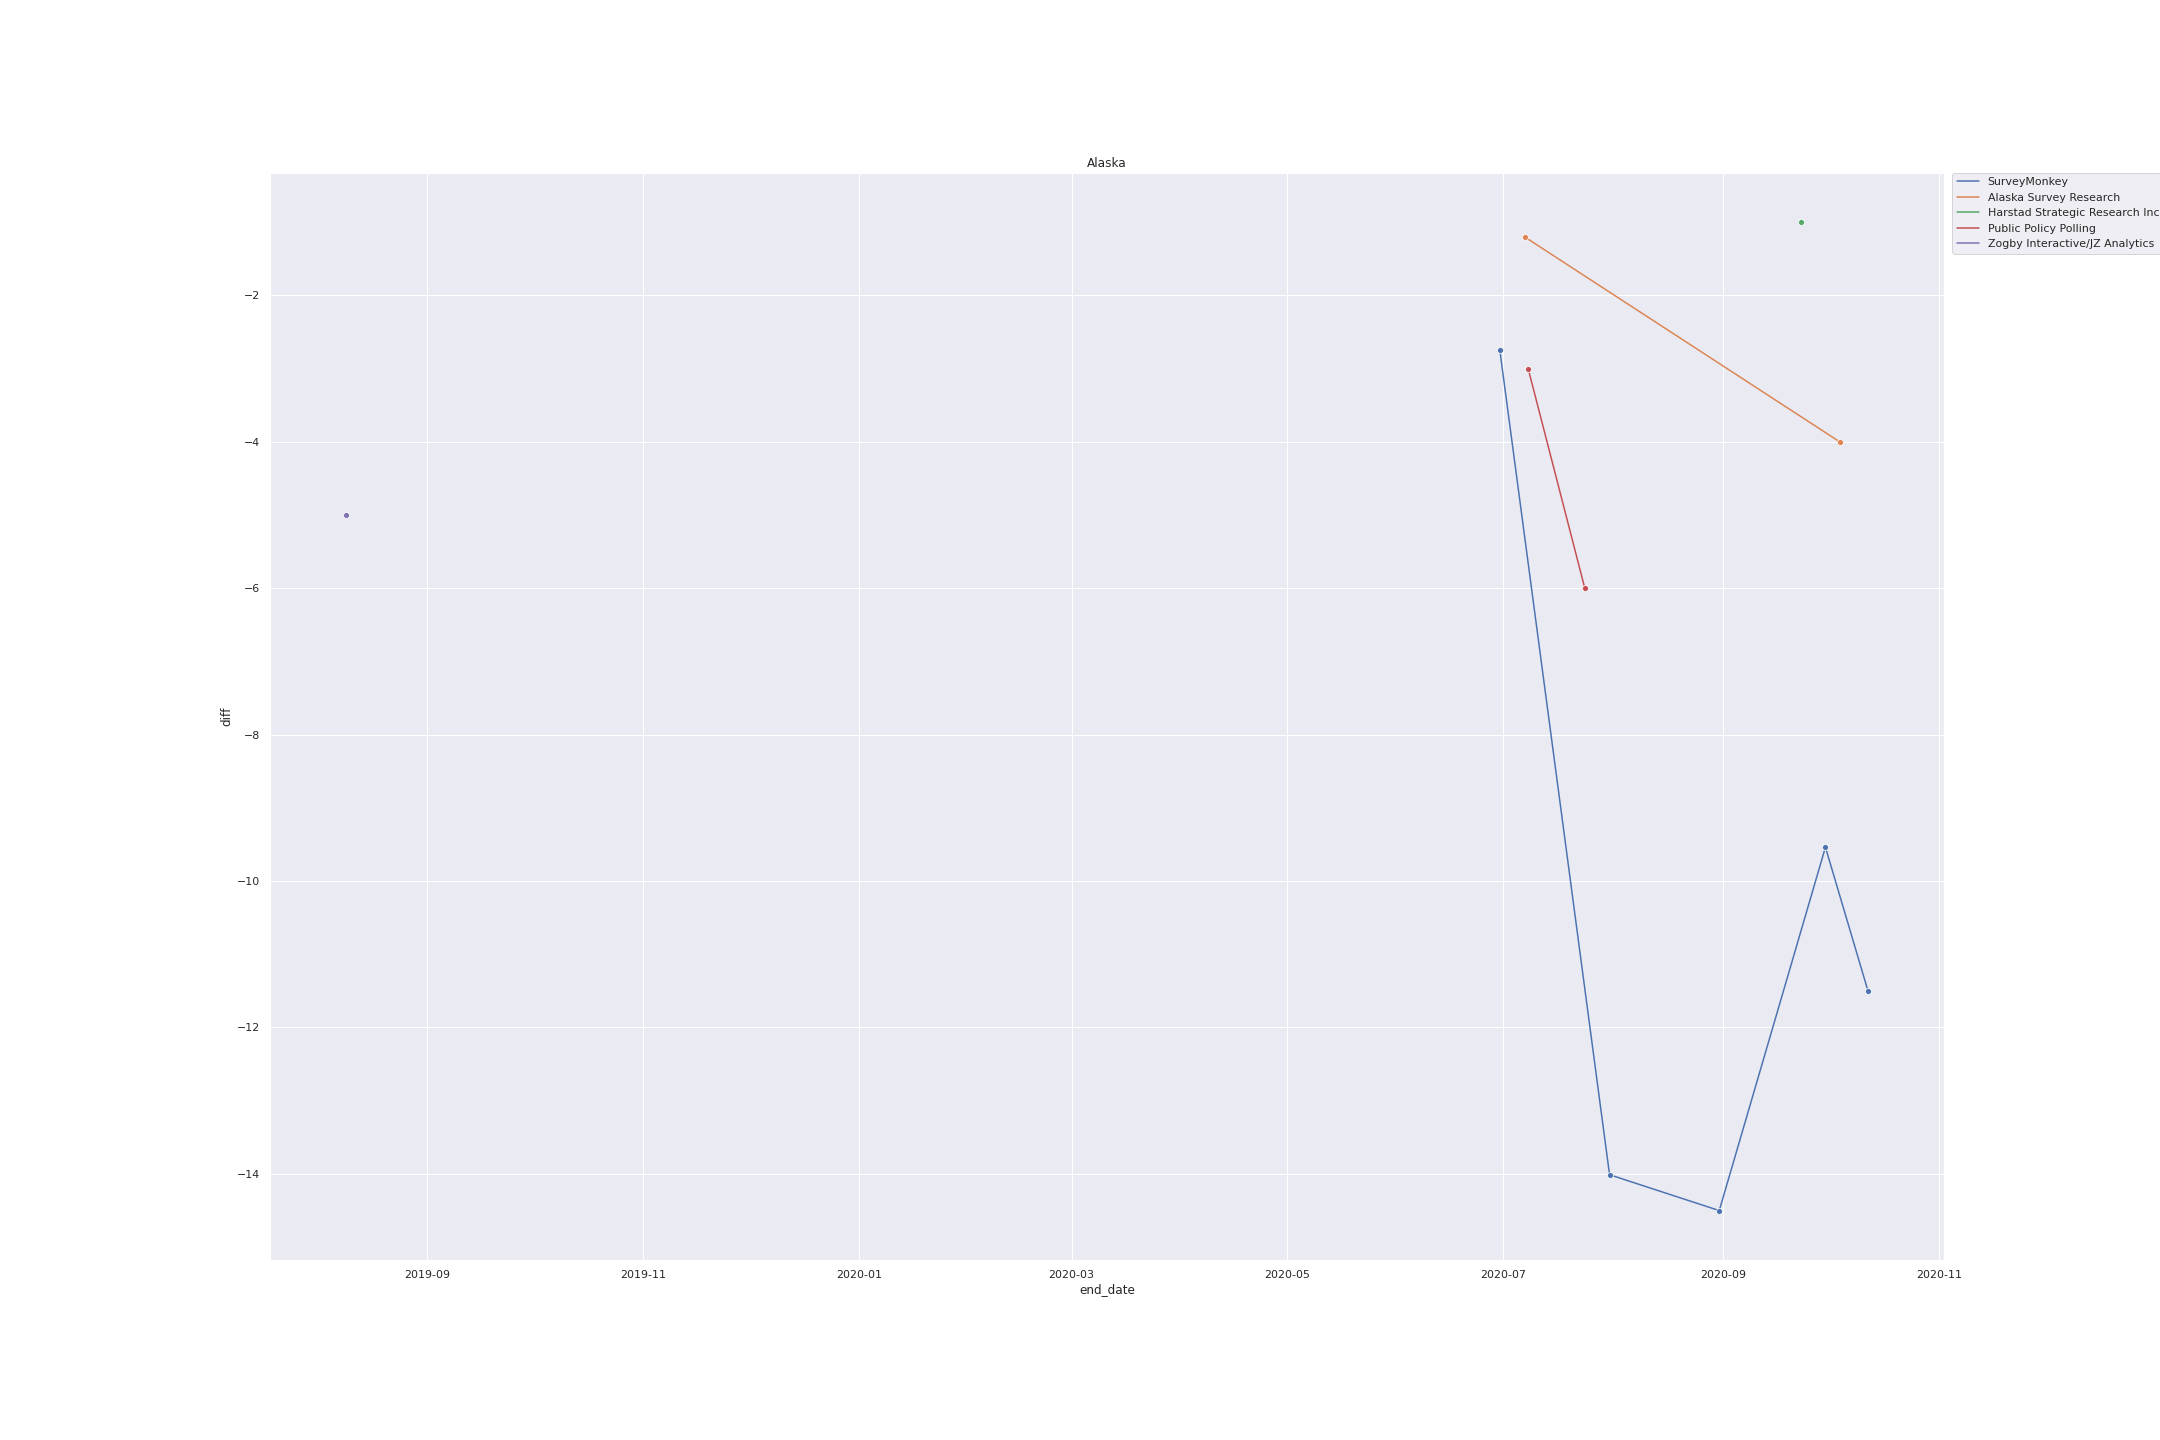 Alaska
SurveyMonkey
Alaska Survey Research
Harstad Strategic Research Inc
Public Policy Polling
Zogby Interactive/JZ Analytics
−2
−4
−6
−8
−10
−12
−14
diff
2019-09
2019-11
2020-01
2020-03
2020-05
2020-07
2020-09
2020-11
end_date